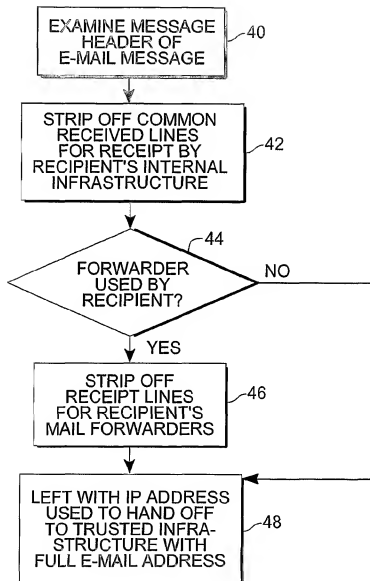 EXAMINE MESSAGE
HEADER OF
E-MAIL MESSAGE
40
STRIP OFF COMMON
RECEIVED LINES
FOR RECEIPT BY
RECIPIENT'S INTERNAL
INFRASTRUCTURE
42
44
FORWARDER
USED BY
RECIPIENT?
NO
YES
STRIP OFF
RECEIPT LINES
FOR RECIPIENT'S
MAIL FORWARDERS
46
LEFT WITH IP ADDRESS
USED TO HAND OFF
TO TRUSTED INFRA-
STRUCTURE WITH
FULL E-MAIL ADDRESS
48